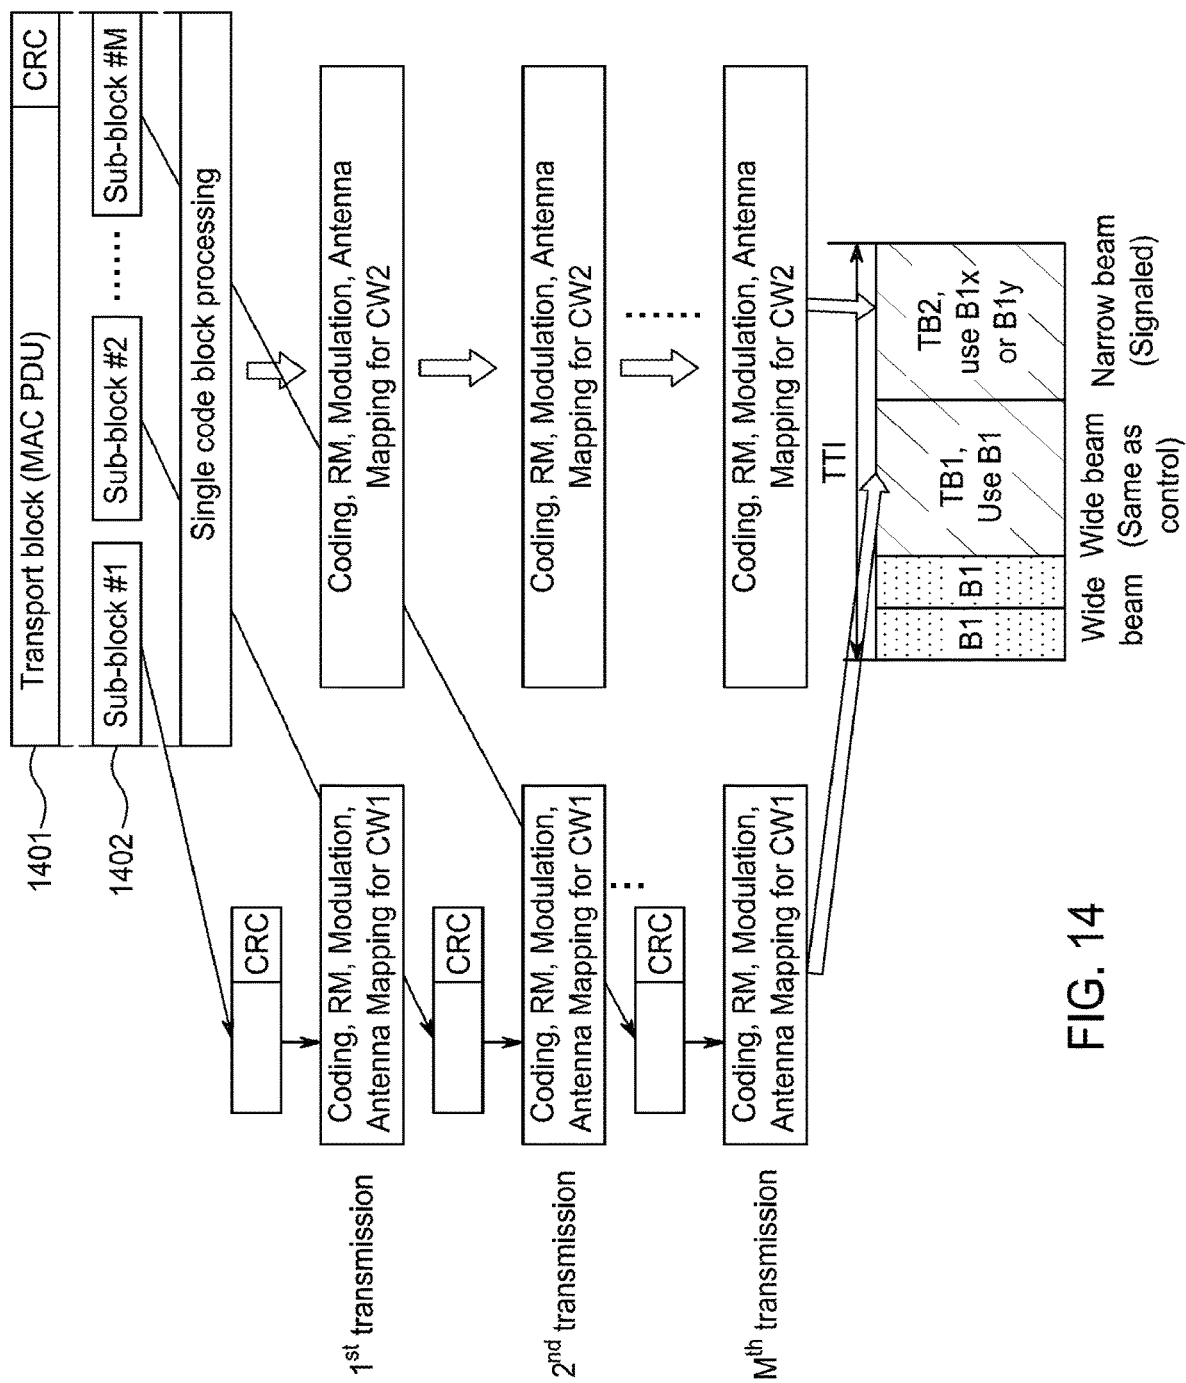 Transport block (MAC PDU)
CRC
1401
Sub-block #1
Sub-block #2
......
Sub-block #M
1402
Single code block processing
CRC
1st transmission
Coding, RM, Modulation,
Antenna Mapping for CW1
Coding, RM, Modulation, Antenna
Mapping for CW2
CRC
2nd transmission
Coding, RM, Modulation,
Antenna Mapping for CW1
Coding, RM, Modulation, Antenna
Mapping for CW2
....
......
CRC
Mth transmission
Coding, RM, Modulation,
Antenna Mapping for CW1
Coding, RM, Modulation, Antenna
Mapping for CW2
TTI
B1
B1
TB1,
Use B1
TB2,
use B1x
or B1y
Wide
beam
Wide beam
(Same as
control)
Narrow beam
(Signaled)
FIG. 14